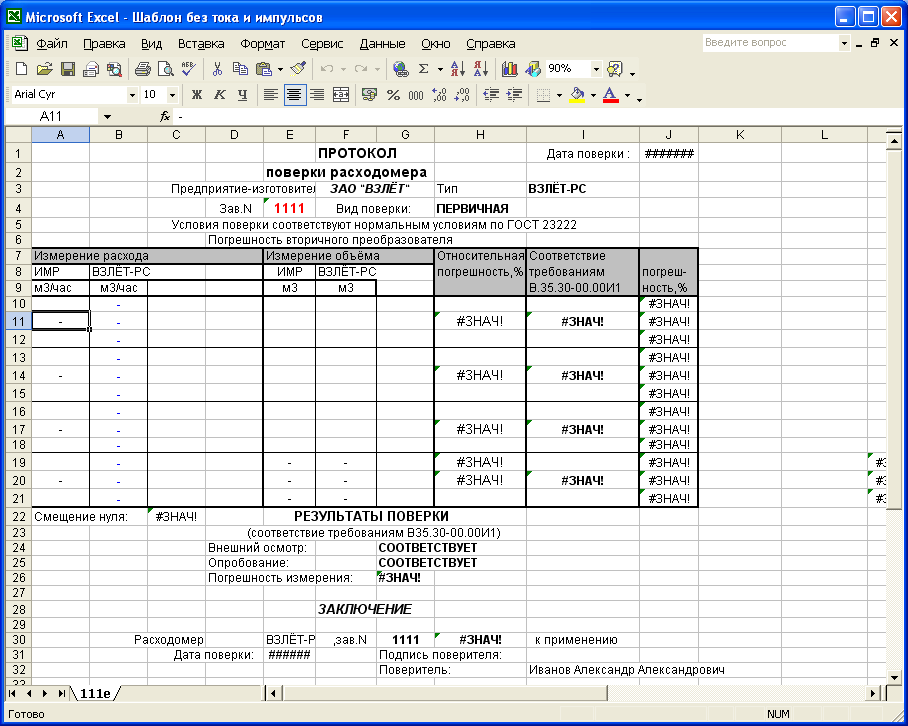 Microsoft Excel - Шаблон без тока и импульсов
Файл Правка Вид Вставка Формат Сервис Данные Окно Справка Введите вопрос
90%
Arial Cyr 10 Ж К Ч
A11 fx -
A B C D E F G H I J K L
1 ПРОТОКОЛ Дата поверки : #######
2 поверки расходомера
3 Предприятие-изготовител ЗАО "ВЗЛЁТ" Тип ВЗЛЁТ-РС
4 Зав.N 1111 Вид поверки: ПЕРВИЧНАЯ
5 Условия поверки соответствуют нормальным условиям по ГОСТ 23222
6 Погрешность вторичного преобразователя
7 Измерение расхода Измерение объёма Относительная Соответствие
8 ИМР ВЗЛЁТ-РС ИМР ВЗЛЁТ-РС погрешность,% требованиям погреш-
9 м3/час м3/час м3 м3 В.35.30-00.00И1 ность,%
10 - #ЗНАЧ!
11 - - #ЗНАЧ! #ЗНАЧ! #ЗНАЧ!
12 - #ЗНАЧ!
13 - #ЗНАЧ!
14 - - #ЗНАЧ! #ЗНАЧ! #ЗНАЧ!
15 - #ЗНАЧ!
16 - #ЗНАЧ!
17 - - #ЗНАЧ! #ЗНАЧ! #ЗНАЧ!
18 - #ЗНАЧ!
19 - - - #ЗНАЧ! #ЗНАЧ! #З
20 - - - - #ЗНАЧ! #ЗНАЧ! #ЗНАЧ! #З
21 - - - #ЗНАЧ! #З
22 Смещение нуля: #ЗНАЧ! РЕЗУЛЬТАТЫ ПОВЕРКИ
23 (соответствие требованиям В35.30-00.00И1)
24 Внешний осмотр: СООТВЕТСТВУЕТ
25 Опробование: СООТВЕТСТВУЕТ
26 Погрешность измерения: #ЗНАЧ!
27
28 ЗАКЛЮЧЕНИЕ
29
30 Расходомер ВЗЛЁТ-Р ,зав.N 1111 #ЗНАЧ! к применению
31 Дата поверки: ###### Подпись поверителя:
32 Поверитель: Иванов Александр Александрович
33
111е
Готово NUM